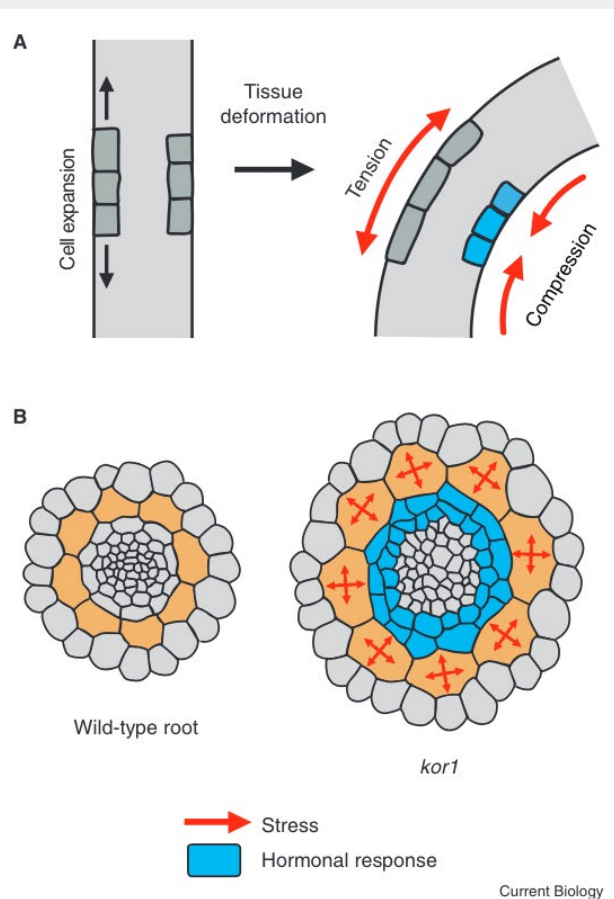 A
Cell expansion
Tissue
deformation
Tension
Compression
B
Wild-type root
kor1
Stress
Hormonal response
Current Biology